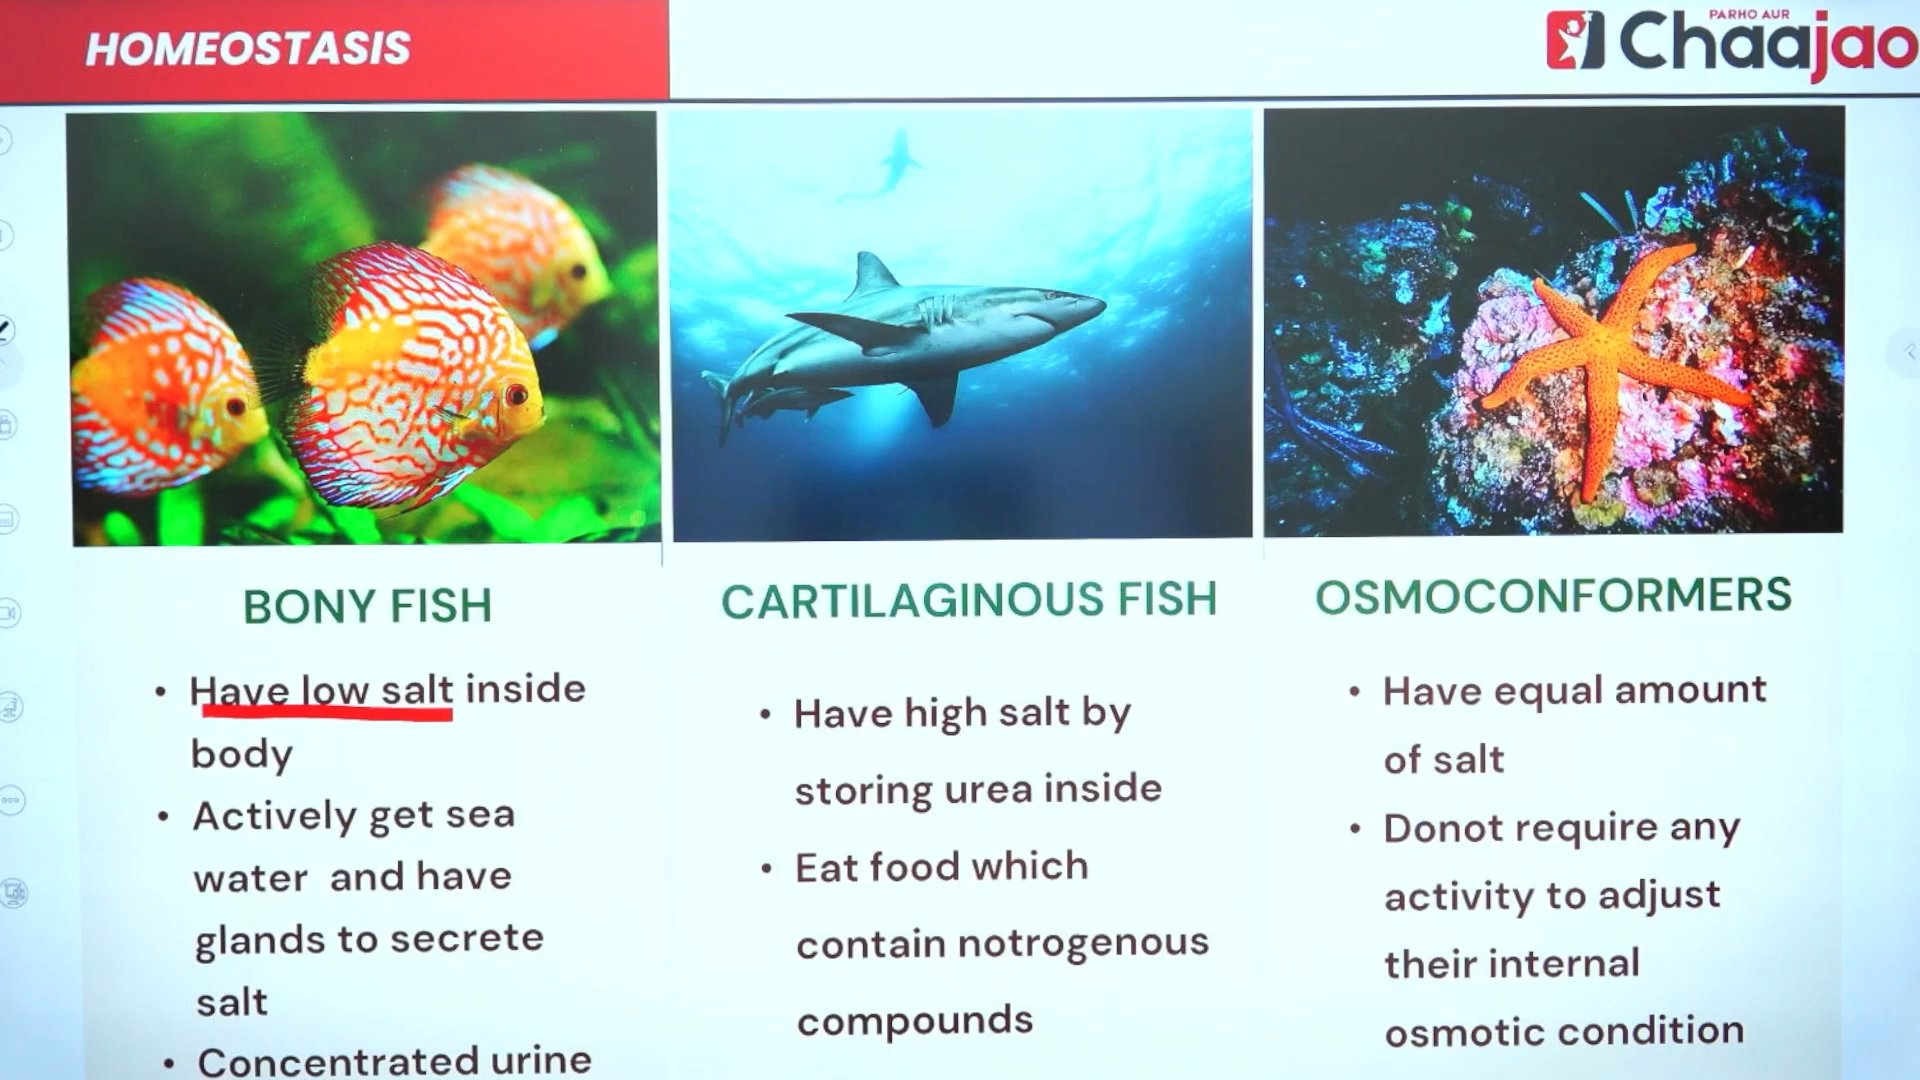 HOMEOSTASIS
PARHO AUR
Chaajao
BONY FISH
• Have low salt inside
body
• Actively get sea
water and have
glands to secrete
salt
• Concentrated urine
CARTILAGINOUS FISH
• Have high salt by
storing urea inside
• Eat food which
contain notrogenous
compounds
OSMOCONFORMERS
• Have equal amount
of salt
• Donot require any
activity to adjust
their internal
osmotic condition